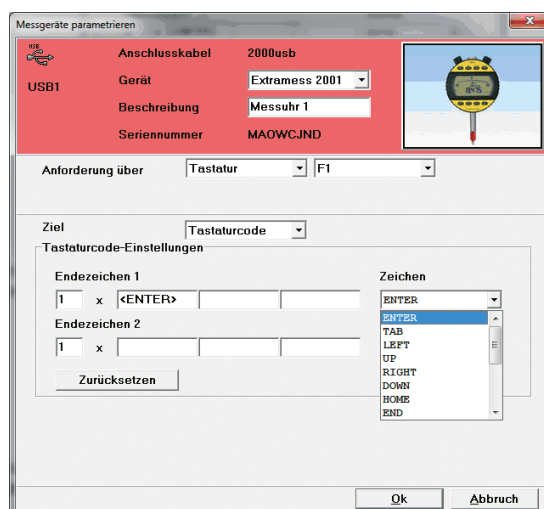 Messgeräte parametrieren
USB
USB1
Anschlusskabel 2000usb
Gerät Extramess 2001
Beschreibung Messuhr 1
Seriennummer MAOWCJND
Anforderung über Tastatur F1
Ziel Tastaturcode
Tastaturcode-Einstellungen
Endezeichen 1 Zeichen
1 x <ENTER> ENTER
Endezeichen 2
1 x
Zurücksetzen
ENTER
TAB
LEFT
UP
RIGHT
DOWN
HOME
END
Ok Abbruch